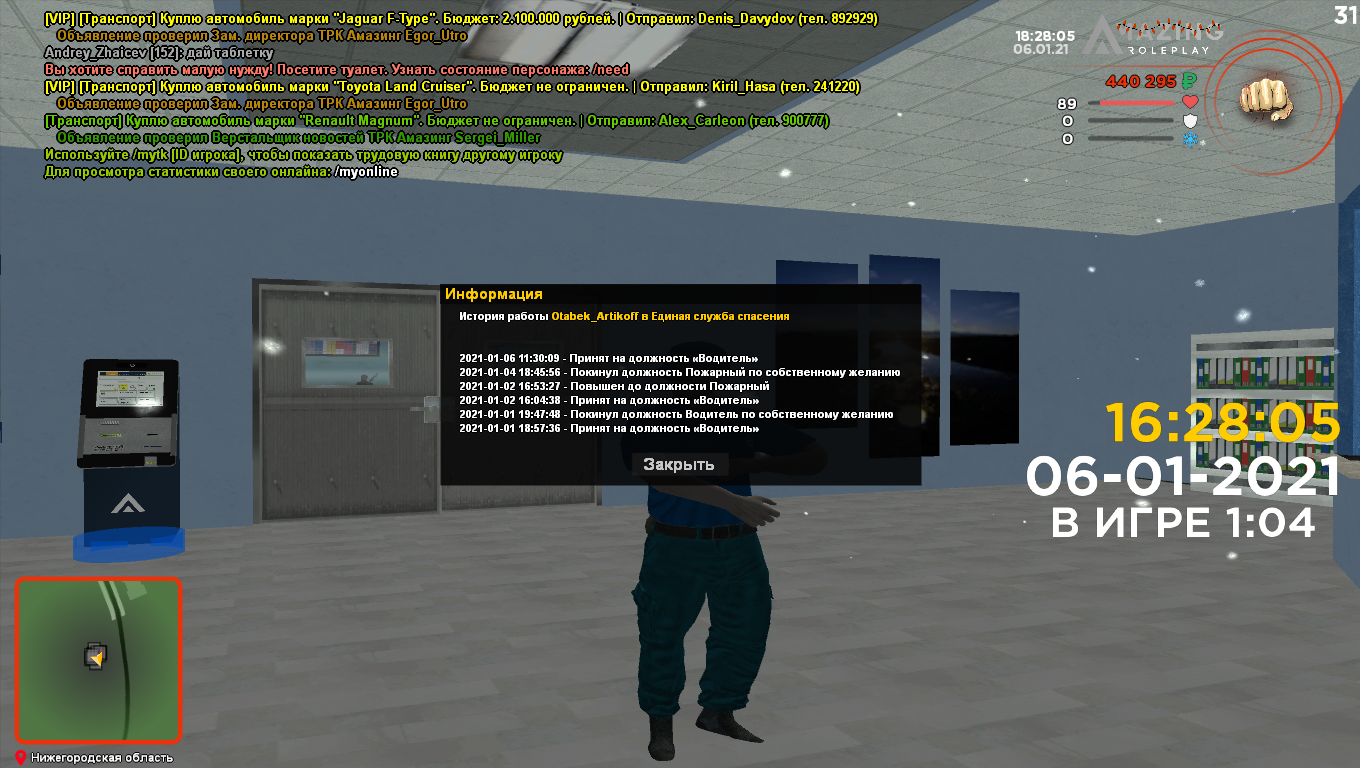 [VIP] [Транспорт] Куплю автомобиль марки "Jaguar F-Type". Бюджет: 2.100.000 рублей. | Отправил: Denis_Davydov (тел. 892929)
Объявление проверил Зам. директора ТРК Амазинг Egor_Utro
Andrey_Zhaicev [152]: дай таблетку
Вы хотите справить малую нужду! Посетите туалет. Узнать состояние персонажа: /need
[VIP] [Транспорт] Куплю автомобиль марки "Toyota Land Cruiser". Бюджет не ограничен. | Отправил: Kiril_Hasa (тел. 241220)
Объявление проверил Зам. директора ТРК Амазинг Egor_Utro
[Транспорт] Куплю автомобиль марки "Renault Magnum". Бюджет не ограничен. | Отправил: Alex_Carleon (тел. 900777)
Объявление проверил Верстальщик новостей ТРК Амазинг Sergei_Miller
Используйте /mytk [ID игрока], чтобы показать трудовую книгу другому игроку
Для просмотра статистики своего онлайна: /myonline
31
18:28:05
06.01.21
AMAZING
ROLEPLAY
440 295 ₽
89
0
0
Информация
История работы Otabek_Artikoff в Единая служба спасения
2021-01-06 11:30:09 - Принят на должность «Водитель»
2021-01-04 18:45:56 - Покинул должность Пожарный по собственному желанию
2021-01-02 16:53:27 - Повышен до должности Пожарный
2021-01-02 16:04:38 - Принят на должность «Водитель»
2021-01-01 19:47:48 - Покинул должность Водитель по собственному желанию
2021-01-01 18:57:36 - Принят на должность «Водитель»
Закрыть
16:28:05
06-01-2021
В ИГРЕ 1:04
Нижегородская область